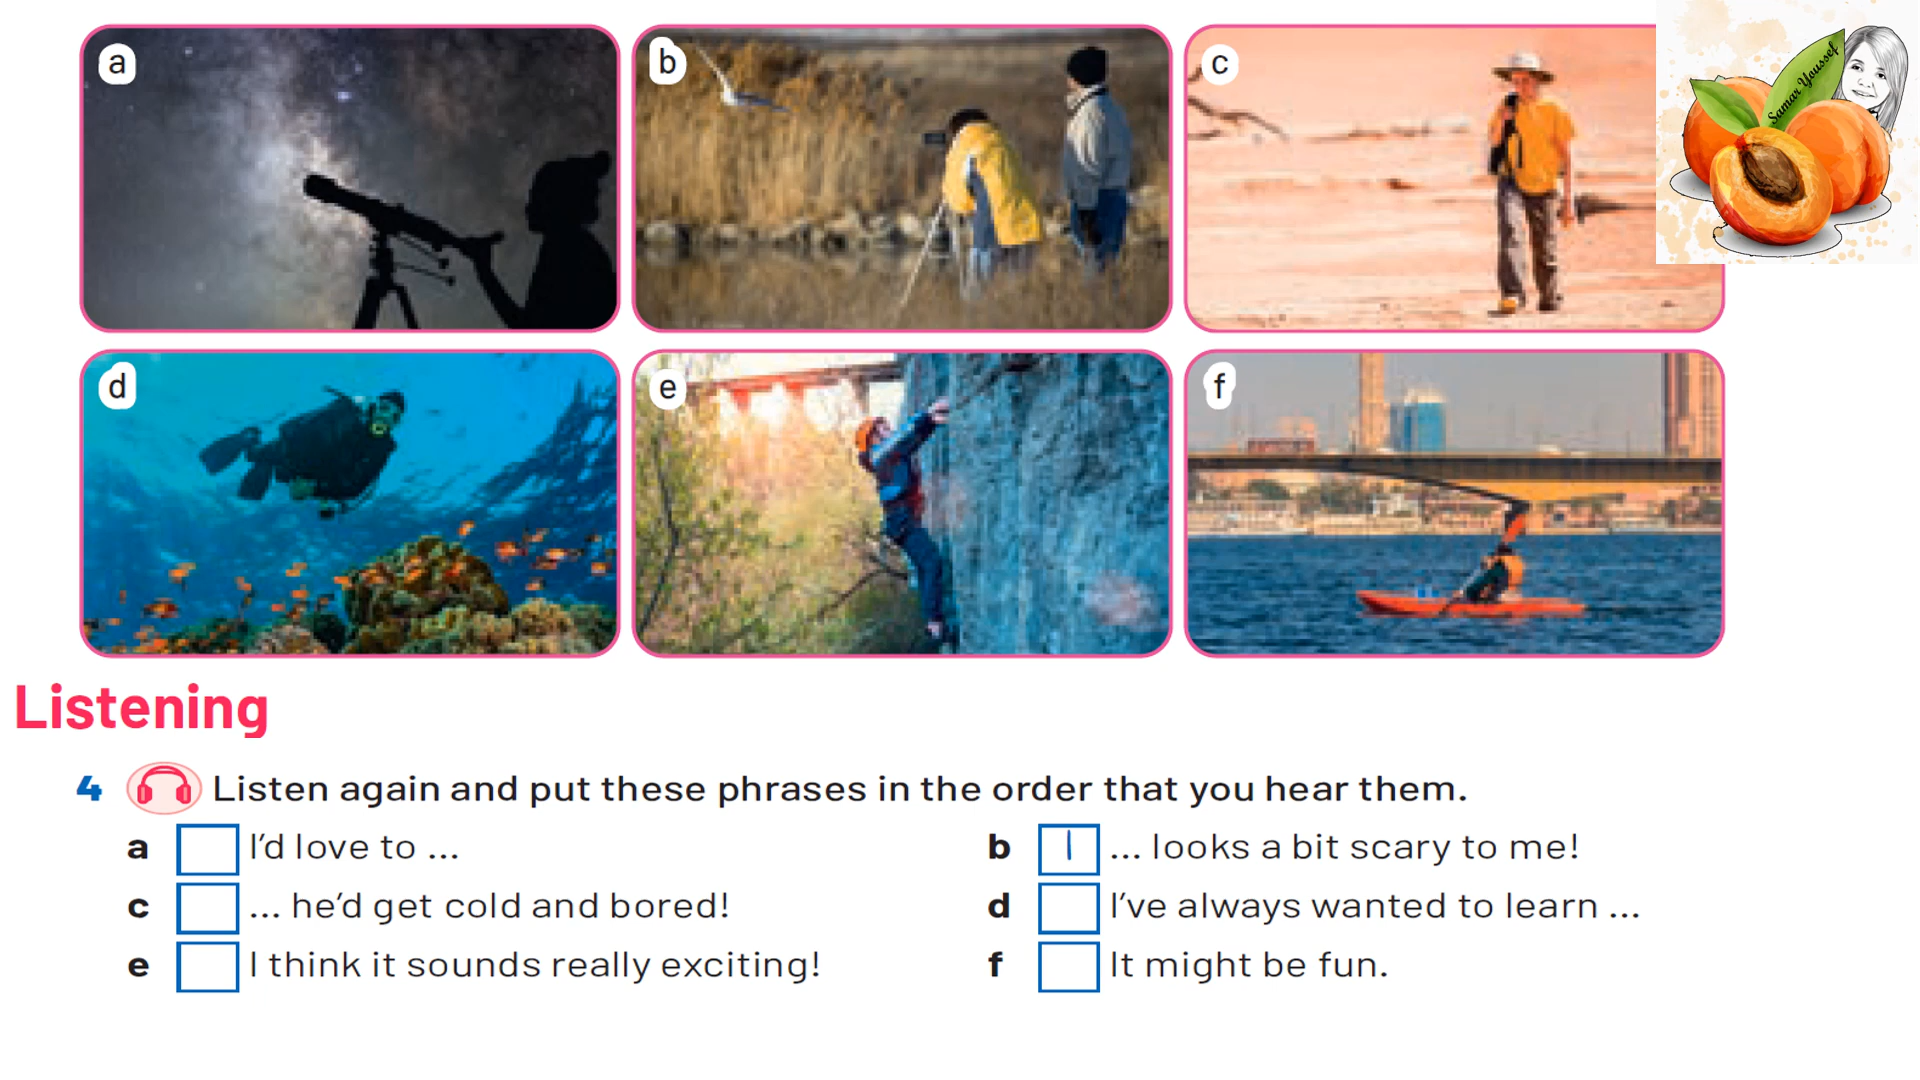 a
b
c
Samar Youssef
d
e
f
Listening
4 Listen again and put these phrases in the order that you hear them.
a I'd love to ...
b 1 ... looks a bit scary to me!
c ... he'd get cold and bored!
d I've always wanted to learn ...
e I think it sounds really exciting!
f It might be fun.